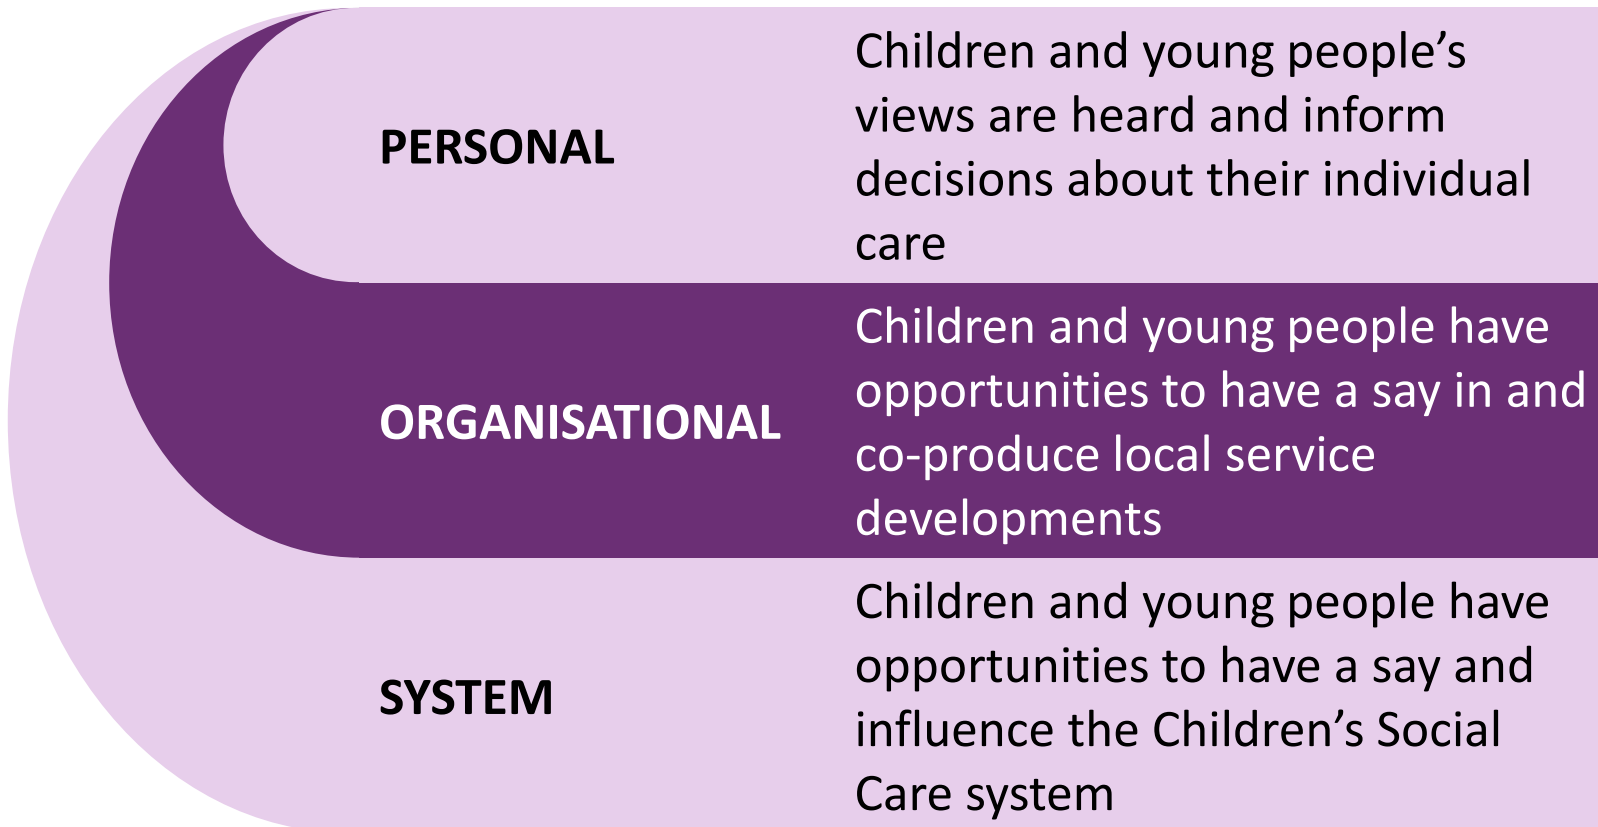 PERSONAL
Children and young people’s
views are heard and inform
decisions about their individual
care
ORGANISATIONAL
Children and young people have
opportunities to have a say in and
co-produce local service
developments
SYSTEM
Children and young people have
opportunities to have a say and
influence the Children’s Social
Care system